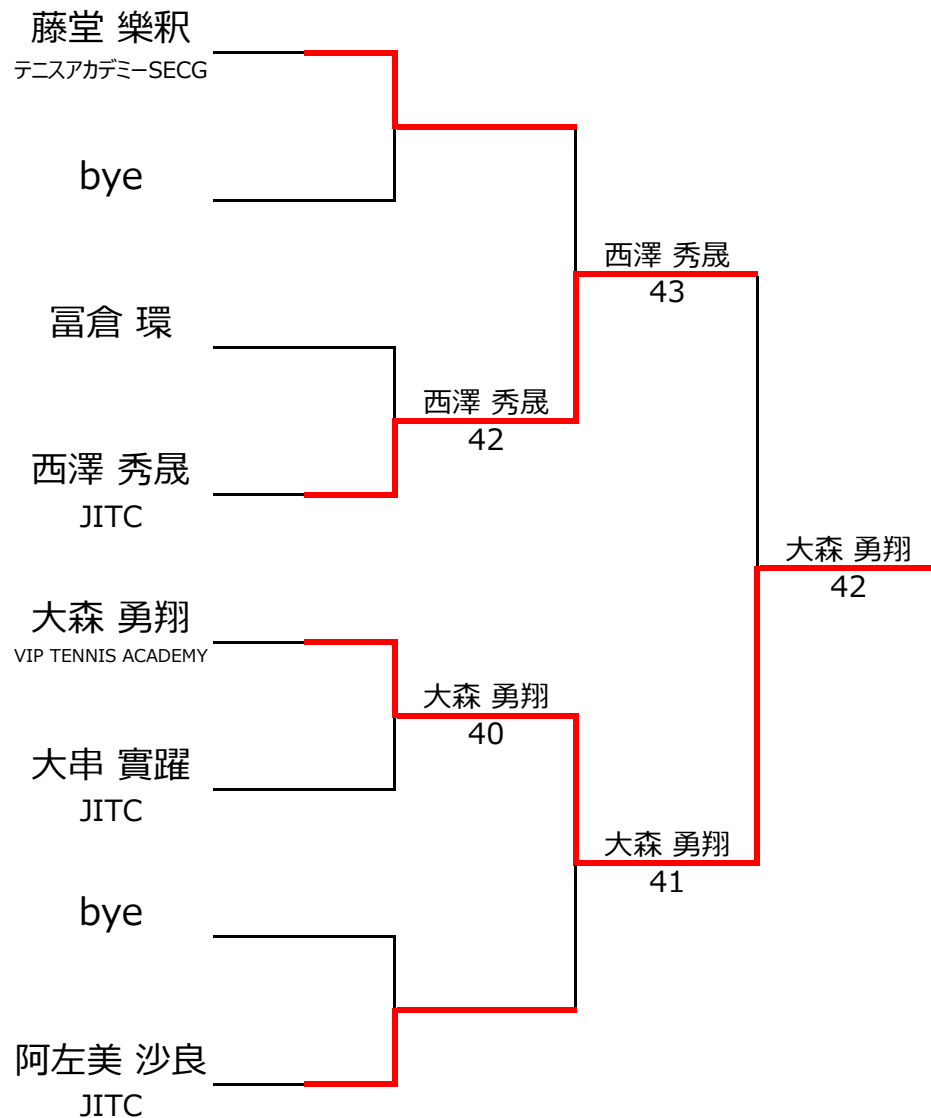 藤堂 樂釈
テニスアカデミーSECG
bye
冨倉 環
西澤 秀晟
JITC
大森 勇翔
VIP TENNIS ACADEMY
大串 實躍
JITC
bye
阿左美 沙良
JITC
西澤 秀晟
42
大森 勇翔
40
西澤 秀晟
43
大森 勇翔
41
大森 勇翔
42